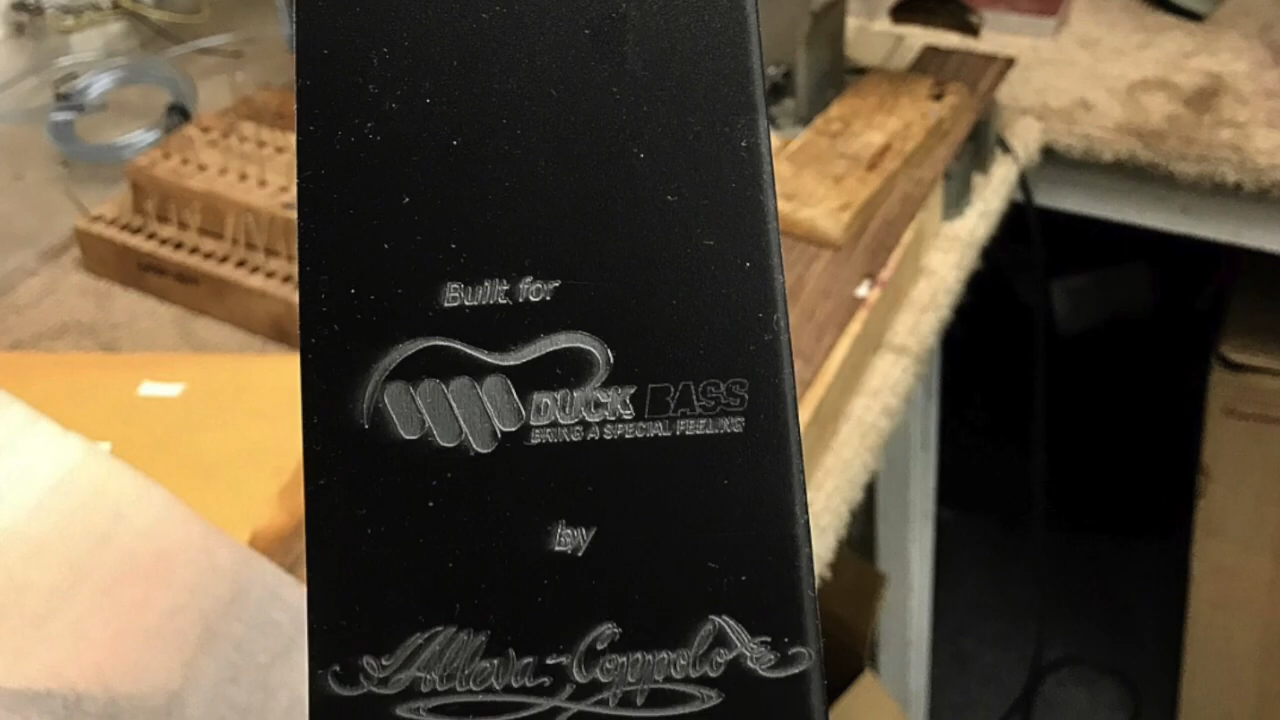 Built for
DUCK BASS
BRING A SPECIAL FEELING
by
Alleva-Coppolo